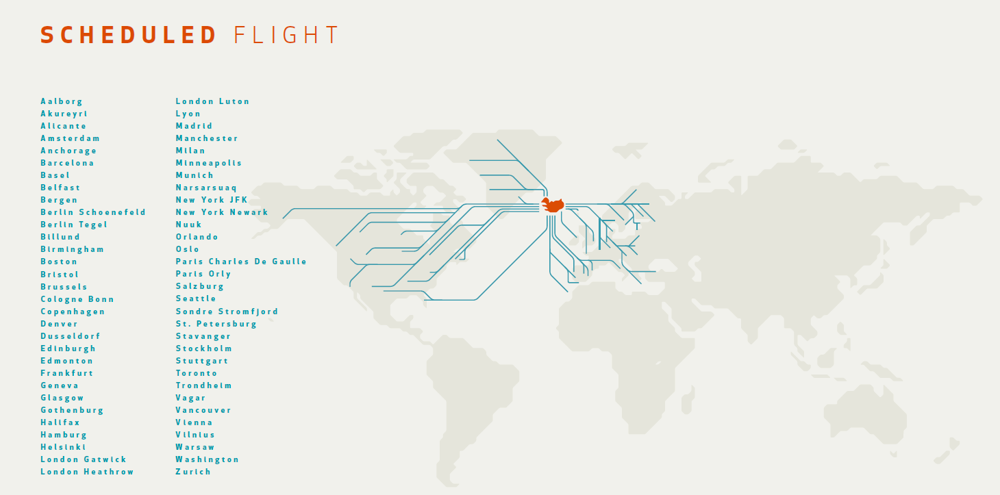 SCHEDULED FLIGHT
Aalborg
Akureyri
Alicante
Amsterdam
Anchorage
Barcelona
Basel
Belfast
Bergen
Berlin Schoenefeld
Berlin Tegel
Billund
Birmingham
Boston
Bristol
Brussels
Cologne Bonn
Copenhagen
Denver
Dusseldorf
Edinburgh
Edmonton
Frankfurt
Geneva
Glasgow
Gothenburg
Halifax
Hamburg
Helsinki
London Gatwick
London Heathrow
London Luton
Lyon
Madrid
Manchester
Milan
Minneapolis
Munich
Narsarsuaq
New York JFK
New York Newark
Nuuk
Orlando
Oslo
Paris Charles De Gaulle
Paris Orly
Salzburg
Seattle
Sondre Stromfjord
St. Petersburg
Stavanger
Stockholm
Stuttgart
Toronto
Trondheim
Vagar
Vancouver
Vienna
Vilnius
Warsaw
Washington
Zurich